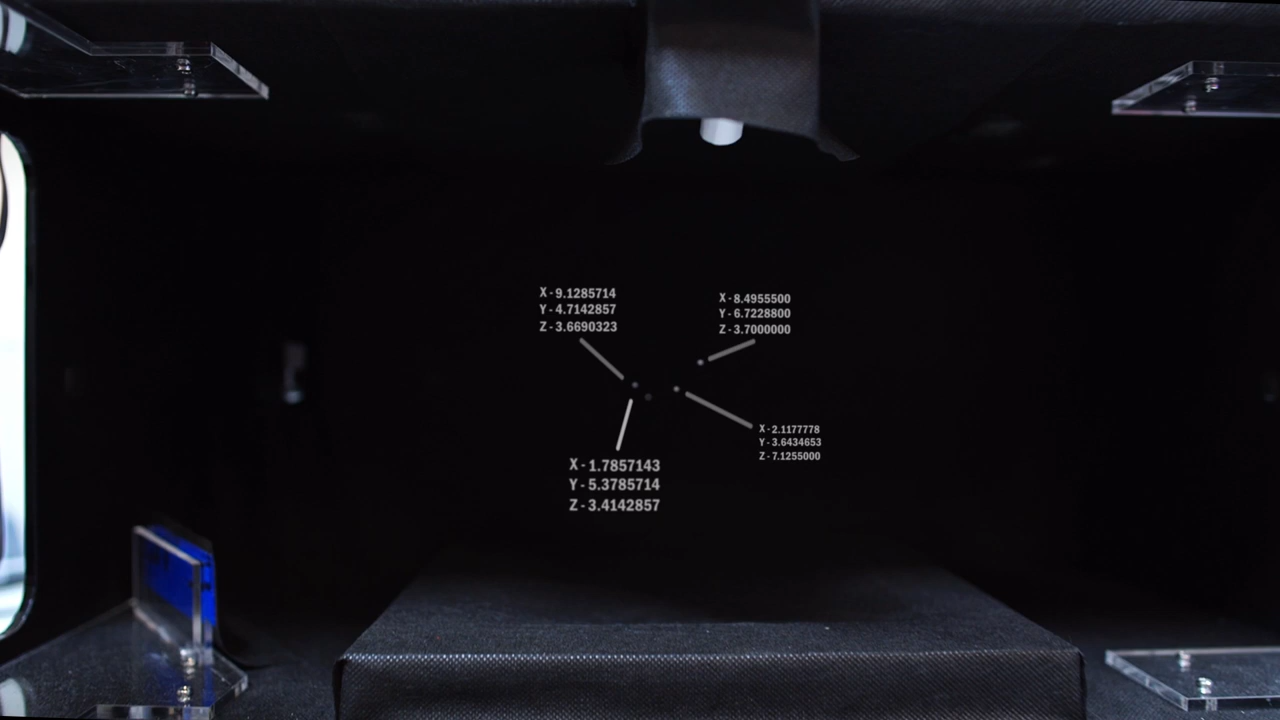 X - 9.1285714
Y - 4.7142857
Z - 3.6690323
X - 8.4955500
Y - 6.7228800
Z - 3.7000000
X - 2.1177778
Y - 3.6434653
Z - 7.1255000
X - 1.7857143
Y - 5.3785714
Z - 3.4142857